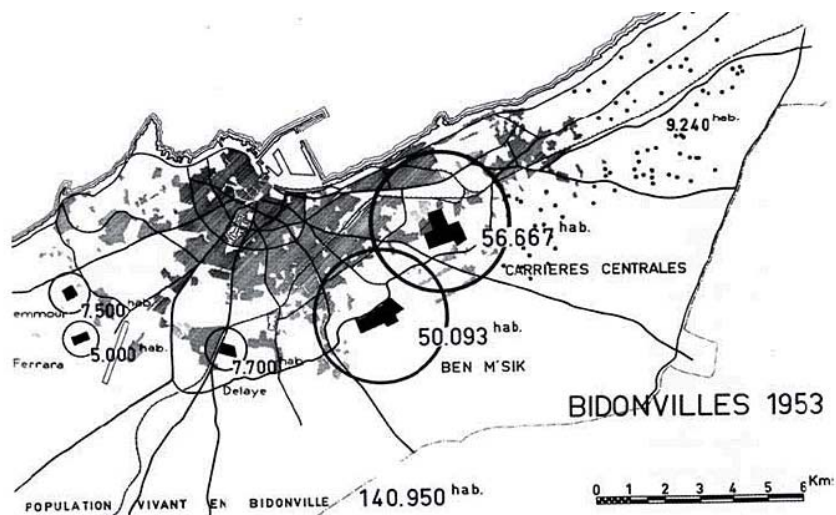 9.240 hab.
56.667 hab.
CARRIERES CENTRALES
emmour
7.500 hab.
Ferrara
5.000 hab.
7.700 hab.
Delaye
50.093 hab.
BEN M'SIK
BIDONVILLES 1953
POPULATION VIVANT EN BIDONVILLE 140.950 hab.
0 1 2 3 4 5 6 Kms